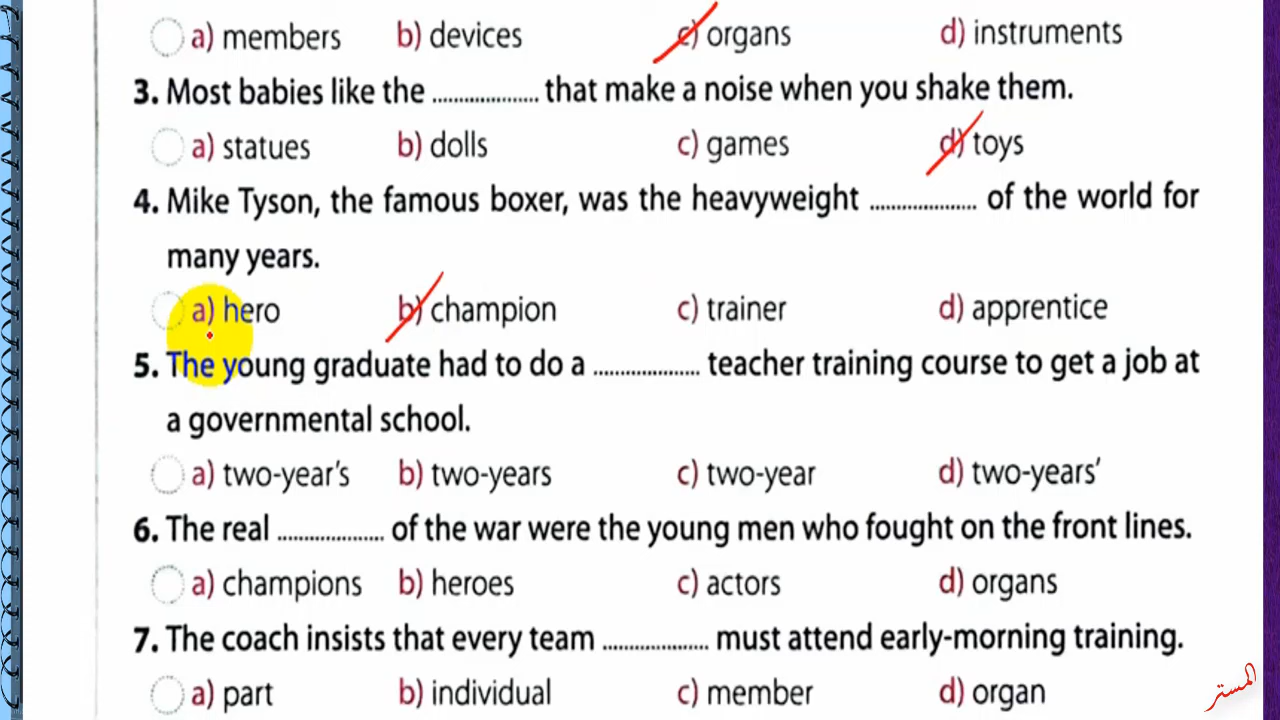 a) members b) devices c) organs d) instruments
3. Most babies like the .................... that make a noise when you shake them.
a) statues b) dolls c) games d) toys
4. Mike Tyson, the famous boxer, was the heavyweight .................... of the world for
many years.
a) hero b) champion c) trainer d) apprentice
5. The young graduate had to do a .................... teacher training course to get a job at
a governmental school.
a) two-year's b) two-years c) two-year d) two-years'
6. The real .................... of the war were the young men who fought on the front lines.
a) champions b) heroes c) actors d) organs
7. The coach insists that every team .................... must attend early-morning training.
a) part b) individual c) member d) organ
المستر